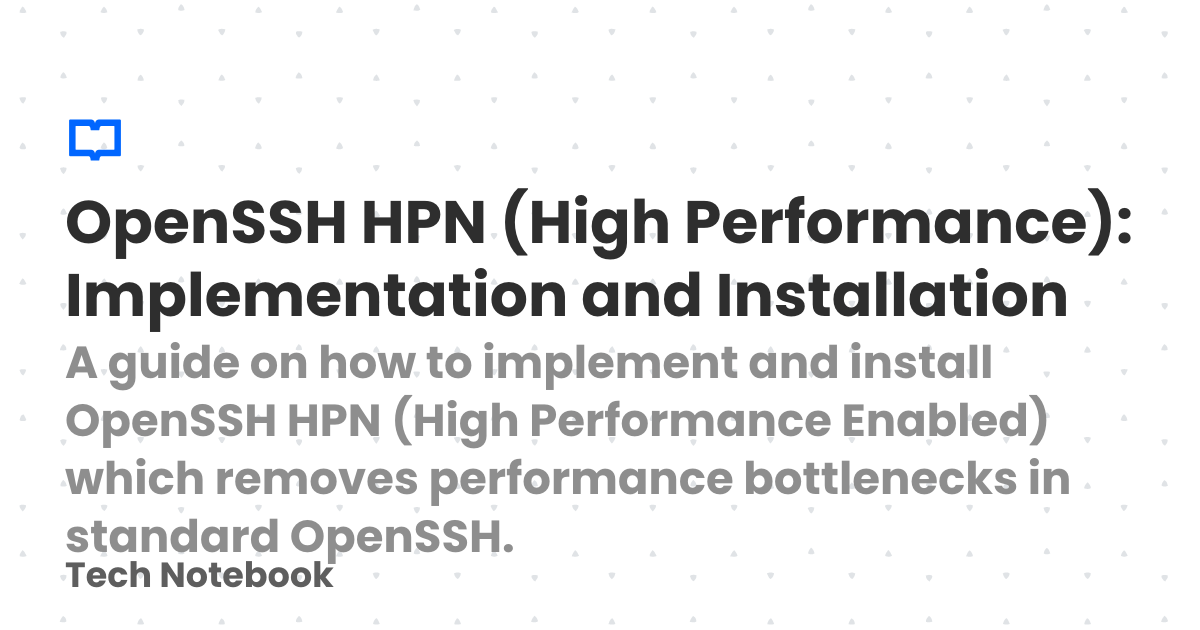 OpenSSH HPN (High Performance):
Implementation and Installation
A guide on how to implement and install
OpenSSH HPN (High Performance Enabled)
which removes performance bottlenecks in
standard OpenSSH.
Tech Notebook